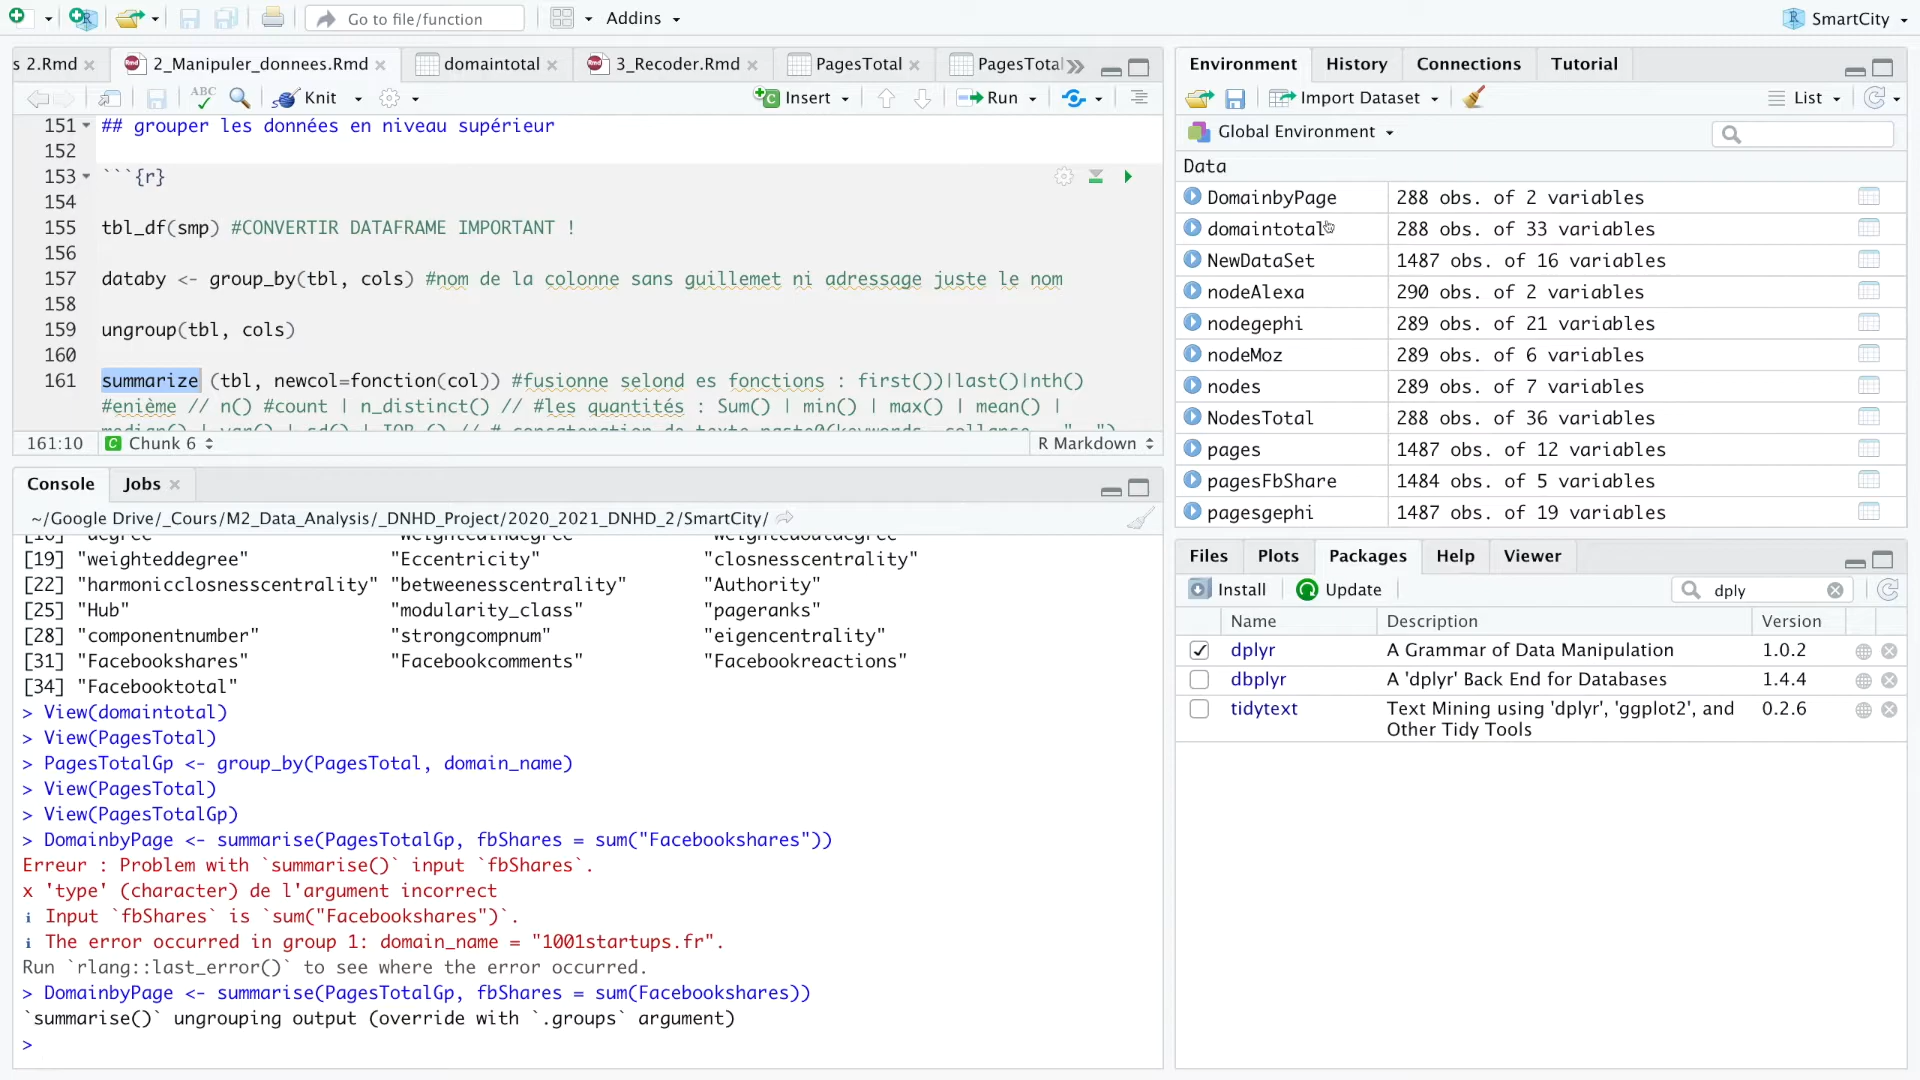 Go to file/function
Addins
SmartCity
s 2.Rmd
2_Manipuler_donnees.Rmd
domaintotal
3_Recoder.Rmd
PagesTotal
PagesTotal
ABC
Knit
Insert
Run
151 ## grouper les données en niveau supérieur
152
153 ```{r}
154
155 tbl_df(smp) #CONVERTIR DATAFRAME IMPORTANT !
156
157 databy <- group_by(tbl, cols) #nom de la colonne sans guillemet ni adressage juste le nom
158
159 ungroup(tbl, cols)
160
161 summarize (tbl, newcol=fonction(col)) #fusionne selond es fonctions : first())|last()|nth()
#enième // n() #count | n_distinct() // #les quantités : Sum() | min() | max() | mean() |
161:10
Chunk 6
R Markdown
Console
Jobs
~/Google Drive/_Cours/M2_Data_Analysis/_DNHD_Project/2020_2021_DNHD_2/SmartCity/
[19] "weighteddegree" "Eccentricity" "closnesscentrality"
[22] "harmonicclosnesscentrality" "betweenesscentrality" "Authority"
[25] "Hub" "modularity_class" "pageranks"
[28] "componentnumber" "strongcompnum" "eigencentrality"
[31] "Facebookshares" "Facebookcomments" "Facebookreactions"
[34] "Facebooktotal"
> View(domaintotal)
> View(PagesTotal)
> PagesTotalGp <- group_by(PagesTotal, domain_name)
> View(PagesTotal)
> View(PagesTotalGp)
> DomainbyPage <- summarise(PagesTotalGp, fbShares = sum("Facebookshares"))
Erreur : Problem with `summarise()` input `fbShares`.
x 'type' (character) de l'argument incorrect
i Input `fbShares` is `sum("Facebookshares")`.
i The error occurred in group 1: domain_name = "1001startups.fr".
Run `rlang::last_error()` to see where the error occurred.
> DomainbyPage <- summarise(PagesTotalGp, fbShares = sum(Facebookshares))
`summarise()` ungrouping output (override with `.groups` argument)
>
Environment
History
Connections
Tutorial
Import Dataset
List
Global Environment
Data
DomainbyPage 288 obs. of 2 variables
domaintotal 288 obs. of 33 variables
NewDataSet 1487 obs. of 16 variables
nodeAlexa 290 obs. of 2 variables
nodegephi 289 obs. of 21 variables
nodeMoz 289 obs. of 6 variables
nodes 289 obs. of 7 variables
NodesTotal 288 obs. of 36 variables
pages 1487 obs. of 12 variables
pagesFbShare 1484 obs. of 5 variables
pagesgephi 1487 obs. of 19 variables
Files
Plots
Packages
Help
Viewer
Install
Update
dply
Name Description Version
dplyr A Grammar of Data Manipulation 1.0.2
dbplyr A 'dplyr' Back End for Databases 1.4.4
tidytext Text Mining using 'dplyr', 'ggplot2', and 0.2.6
Other Tidy Tools